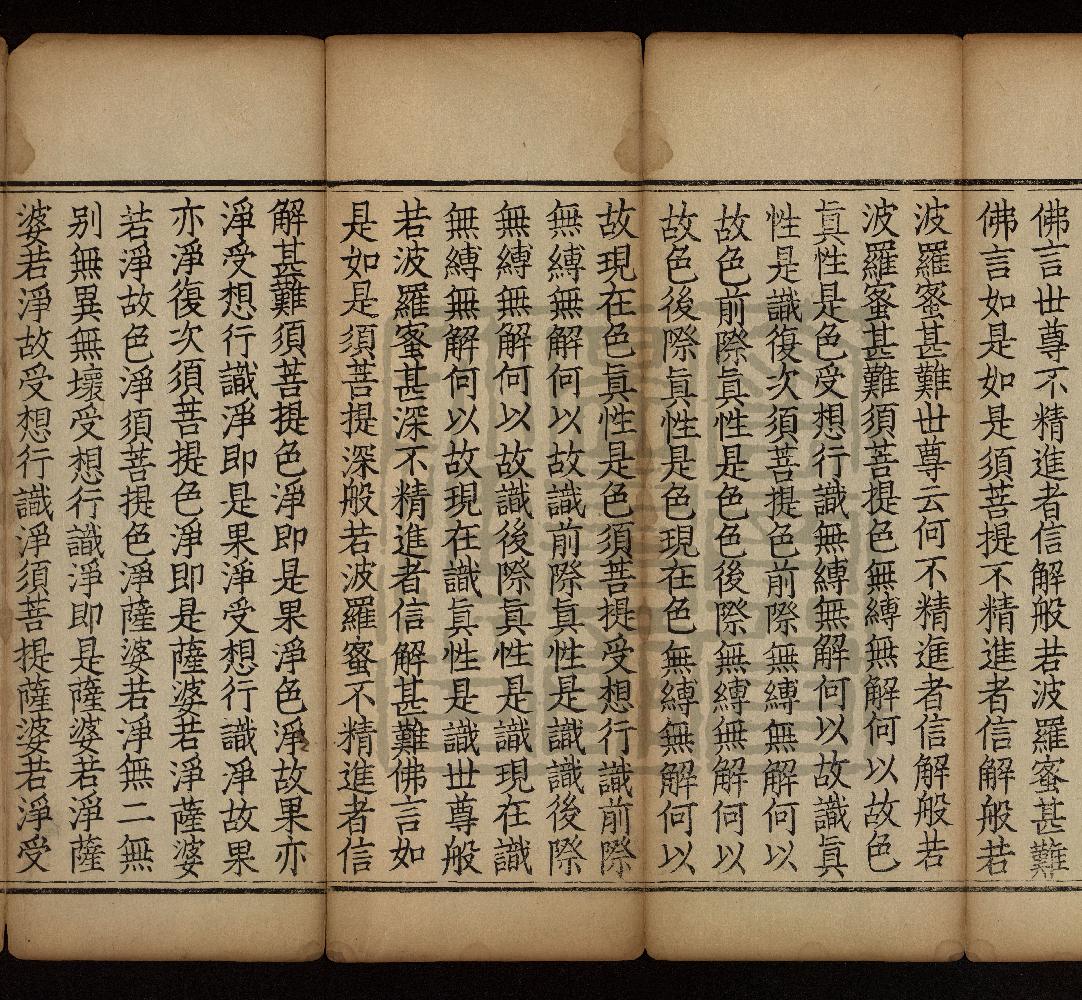 佛言世尊不精進者信解般若波羅蜜甚難
佛言如是如是須菩提不精進者信解般若
波羅蜜甚難世尊云何不精進者信解般若
波羅蜜甚難須菩提色無縛無解何以故色
眞性是色受想行識無縛無解何以故識眞
性是識復次須菩提色前際無縛無解何以
故色前際眞性是色色後際無縛無解何以
故色後際眞性是色現在色無縛無解何以
故現在色眞性是色須菩提受想行識前際
無縛無解何以故識前際眞性是識識後際
無縛無解何以故識後際眞性是識現在識
無縛無解何以故現在識眞性是識世尊般
若波羅蜜甚深不精進者信解甚難佛言如
是如是須菩提深般若波羅蜜不精進者信
解甚難須菩提色淨即是果淨色淨故果亦
淨受想行識淨即是果淨受想行識淨故果
亦淨復次須菩提色淨即是薩婆若淨薩婆
若淨故色淨須菩提色淨薩婆若淨無二無
别無異無壞受想行識淨即是薩婆若淨薩
婆若淨故受想行識淨須菩提薩婆若淨受